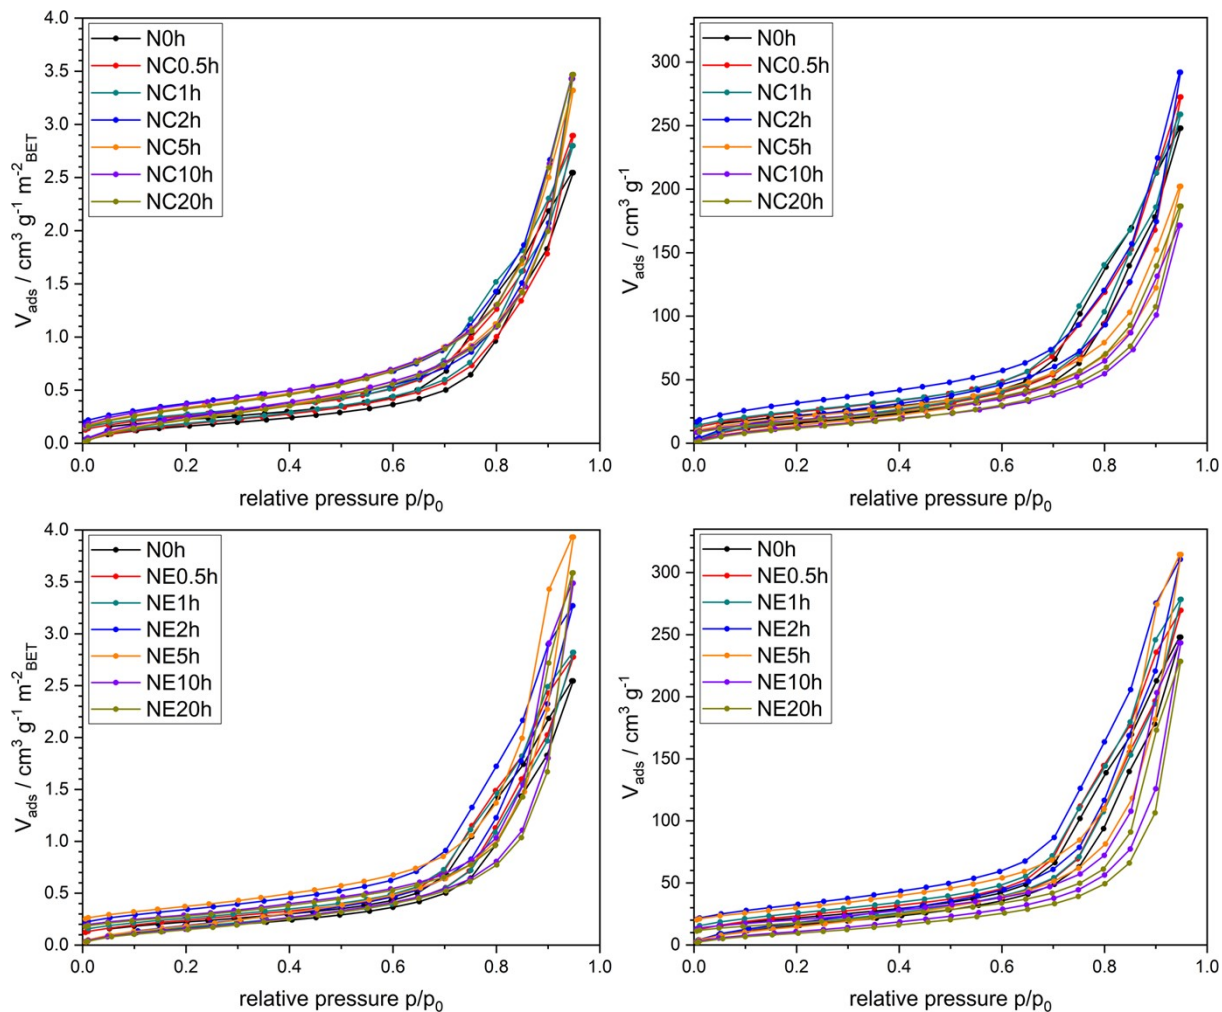 4.0
3.5
3.0
2.5
2.0
1.5
1.0
0.5
0.0
V_ads / cm³ g⁻¹ m⁻²_BET
N0h
NC0.5h
NC1h
NC2h
NC5h
NC10h
NC20h
0.0 0.2 0.4 0.6 0.8 1.0
relative pressure p/p₀
300
250
200
150
100
50
0
V_ads / cm³ g⁻¹
N0h
NC0.5h
NC1h
NC2h
NC5h
NC10h
NC20h
0.0 0.2 0.4 0.6 0.8 1.0
relative pressure p/p₀
4.0
3.5
3.0
2.5
2.0
1.5
1.0
0.5
0.0
V_ads / cm³ g⁻¹ m⁻²_BET
N0h
NE0.5h
NE1h
NE2h
NE5h
NE10h
NE20h
0.0 0.2 0.4 0.6 0.8 1.0
relative pressure p/p₀
300
250
200
150
100
50
0
V_ads / cm³ g⁻¹
N0h
NE0.5h
NE1h
NE2h
NE5h
NE10h
NE20h
0.0 0.2 0.4 0.6 0.8 1.0
relative pressure p/p₀